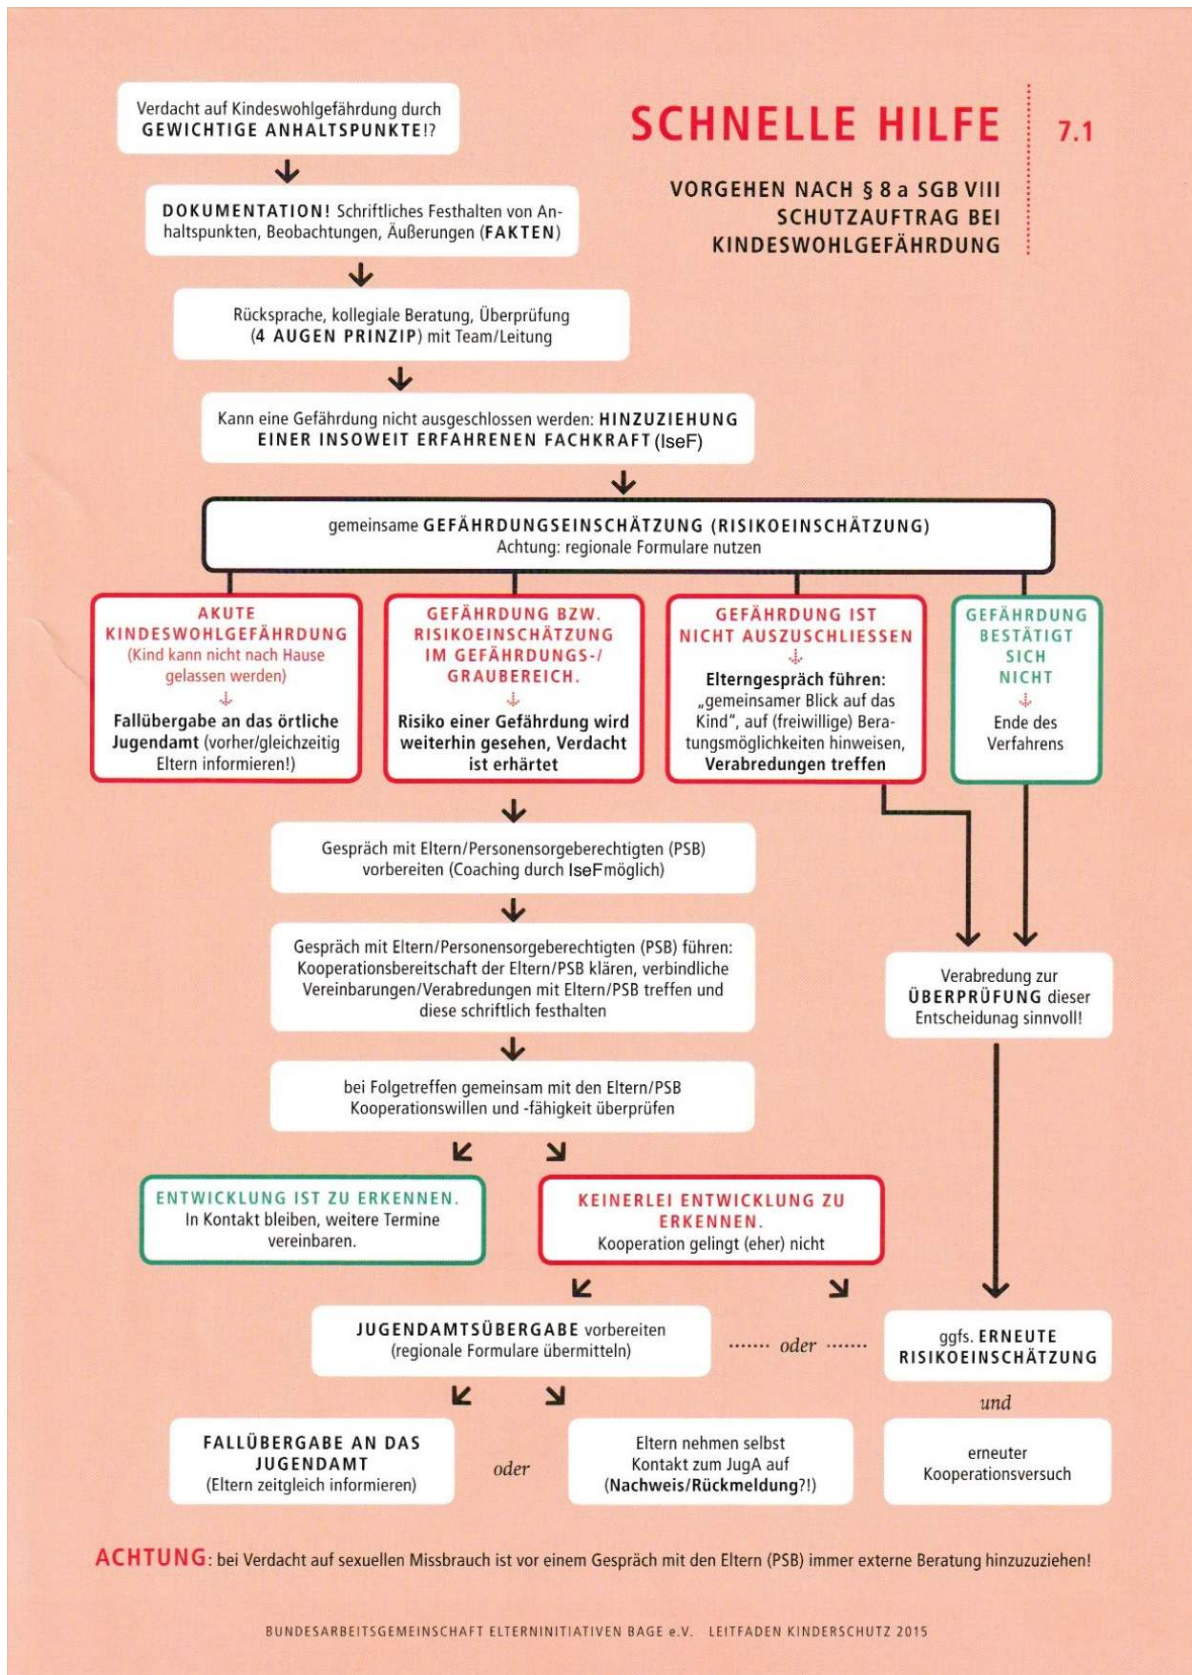 Verdacht auf Kindeswohlgefährdung durch
GEWICHTIGE ANHALTSPUNKTE!?
SCHNELLE HILFE
7.1
VORGEHEN NACH § 8 a SGB VIII
SCHUTZAUFTRAG BEI
KINDESWOHLGEFÄHRDUNG
DOKUMENTATION! Schriftliches Festhalten von An-
haltspunkten, Beobachtungen, Äußerungen (FAKTEN)
Rücksprache, kollegiale Beratung, Überprüfung
(4 AUGEN PRINZIP) mit Team/Leitung
Kann eine Gefährdung nicht ausgeschlossen werden: HINZUZIEHUNG
EINER INSOWEIT ERFAHRENEN FACHKRAFT (IseF)
gemeinsame GEFÄHRDUNGSEINSCHÄTZUNG (RISIKOEINSCHÄTZUNG)
Achtung: regionale Formulare nutzen
AKUTE
KINDESWOHLGEFÄHRDUNG
(Kind kann nicht nach Hause
gelassen werden)
Fallübergabe an das örtliche
Jugendamt (vorher/gleichzeitig
Eltern informieren!)
GEFÄHRDUNG BZW.
RISIKOEINSCHÄTZUNG
IM GEFÄHRDUNGS-/
GRAUBEREICH.
Risiko einer Gefährdung wird
weiterhin gesehen, Verdacht
ist erhärtet
GEFÄHRDUNG IST
NICHT AUSZUSCHLIESSEN
Elterngespräch führen:
„gemeinsamer Blick auf das
Kind“, auf (freiwillige) Bera-
tungsmöglichkeiten hinweisen,
Verabredungen treffen
GEFÄHRDUNG
BESTÄTIGT
SICH
NICHT
Ende des
Verfahrens
Gespräch mit Eltern/Personensorgeberechtigten (PSB)
vorbereiten (Coaching durch IseF möglich)
Gespräch mit Eltern/Personensorgeberechtigten (PSB) führen:
Kooperationsbereitschaft der Eltern/PSB klären, verbindliche
Vereinbarungen/Verabredungen mit Eltern/PSB treffen und
diese schriftlich festhalten
Verabredung zur
ÜBERPRÜFUNG dieser
Entscheidunag sinnvoll!
bei Folgetreffen gemeinsam mit den Eltern/PSB
Kooperationswillen und -fähigkeit überprüfen
ENTWICKLUNG IST ZU ERKENNEN.
In Kontakt bleiben, weitere Termine
vereinbaren.
KEINERLEI ENTWICKLUNG ZU
ERKENNEN.
Kooperation gelingt (eher) nicht
JUGENDAMTSÜBERGABE vorbereiten
(regionale Formulare übermitteln)
....... oder .......
ggfs. ERNEUTE
RISIKOEINSCHÄTZUNG
und
FALLÜBERGABE AN DAS
JUGENDAMT
(Eltern zeitgleich informieren)
oder
Eltern nehmen selbst
Kontakt zum JugA auf
(Nachweis/Rückmeldung?!)
erneuter
Kooperationsversuch
ACHTUNG: bei Verdacht auf sexuellen Missbrauch ist vor einem Gespräch mit den Eltern (PSB) immer externe Beratung hinzuzuziehen!
BUNDESARBEITSGEMEINSCHAFT ELTERNINITIATIVEN BAGE e.V. LEITFADEN KINDERSCHUTZ 2015